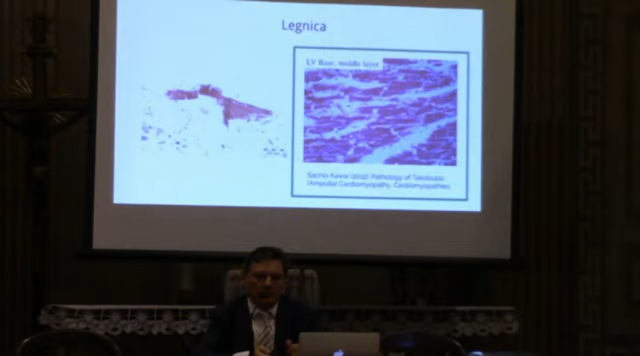 Legnica
LV Base, middle layer
Sachio Kawai (2012). Pathology of Takotsubo
(Ampulla) Cardiomyopathy, Cardiomyopathies